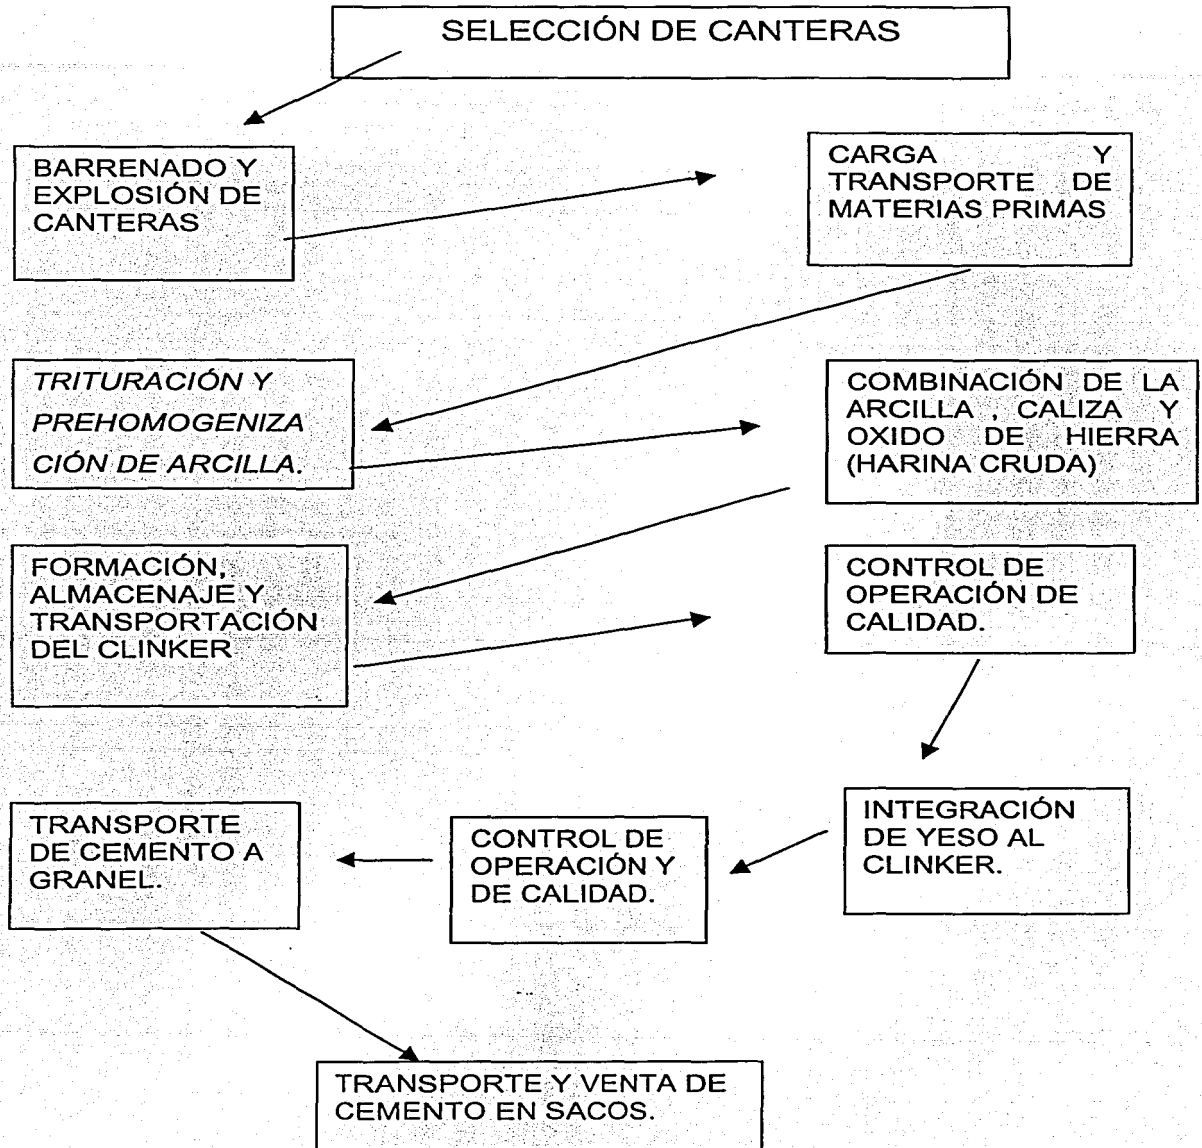 SELECCIÓN DE CANTERAS
BARRENADO Y
EXPLOSIÓN DE
CANTERAS
CARGA Y
TRANSPORTE DE
MATERIAS PRIMAS
TRITURACIÓN Y
PREHOMOGENIZA
CIÓN DE ARCILLA.
COMBINACIÓN DE LA
ARCILLA , CALIZA Y
OXIDO DE HIERRA
(HARINA CRUDA)
FORMACIÓN,
ALMACENAJE Y
TRANSPORTACIÓN
DEL CLINKER
CONTROL DE
OPERACIÓN DE
CALIDAD.
INTEGRACIÓN
DE YESO AL
CLINKER.
CONTROL DE
OPERACIÓN Y
DE CALIDAD.
TRANSPORTE
DE CEMENTO A
GRANEL.
TRANSPORTE Y VENTA DE
CEMENTO EN SACOS.